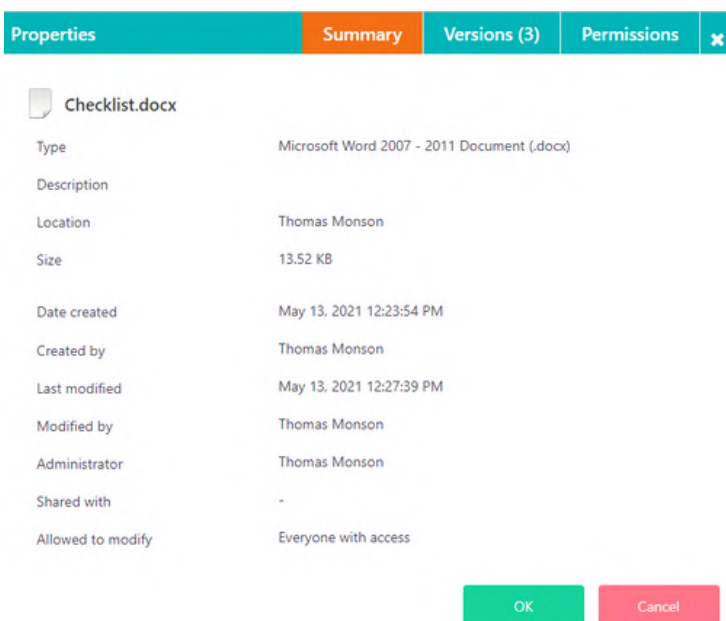 Properties Summary Versions (3) Permissions ×
Checklist.docx
Type Microsoft Word 2007 - 2011 Document (.docx)
Description
Location Thomas Monson
Size 13.52 KB
Date created May 13, 2021 12:23:54 PM
Created by Thomas Monson
Last modified May 13, 2021 12:27:39 PM
Modified by Thomas Monson
Administrator Thomas Monson
Shared with -
Allowed to modify Everyone with access
OK Cancel